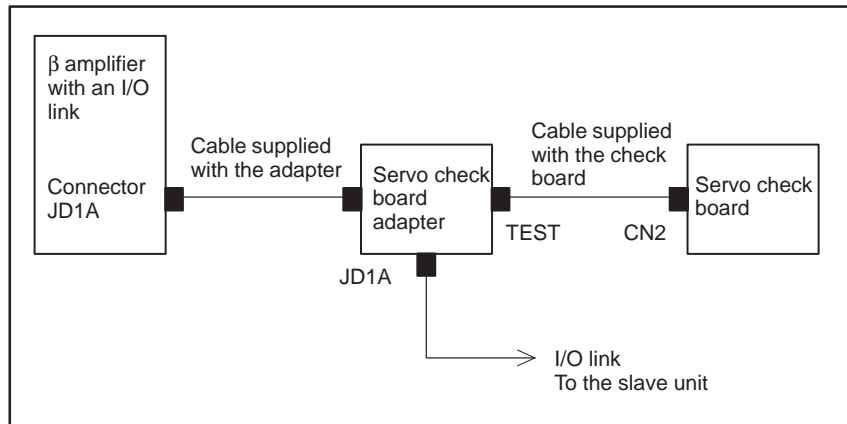 β amplifier
with an I/O
link
Connector
JD1A
Cable supplied
with the adapter
Servo check
board
adapter
JD1A
TEST
Cable supplied
with the check
board
CN2
Servo check
board
I/O link
To the slave unit